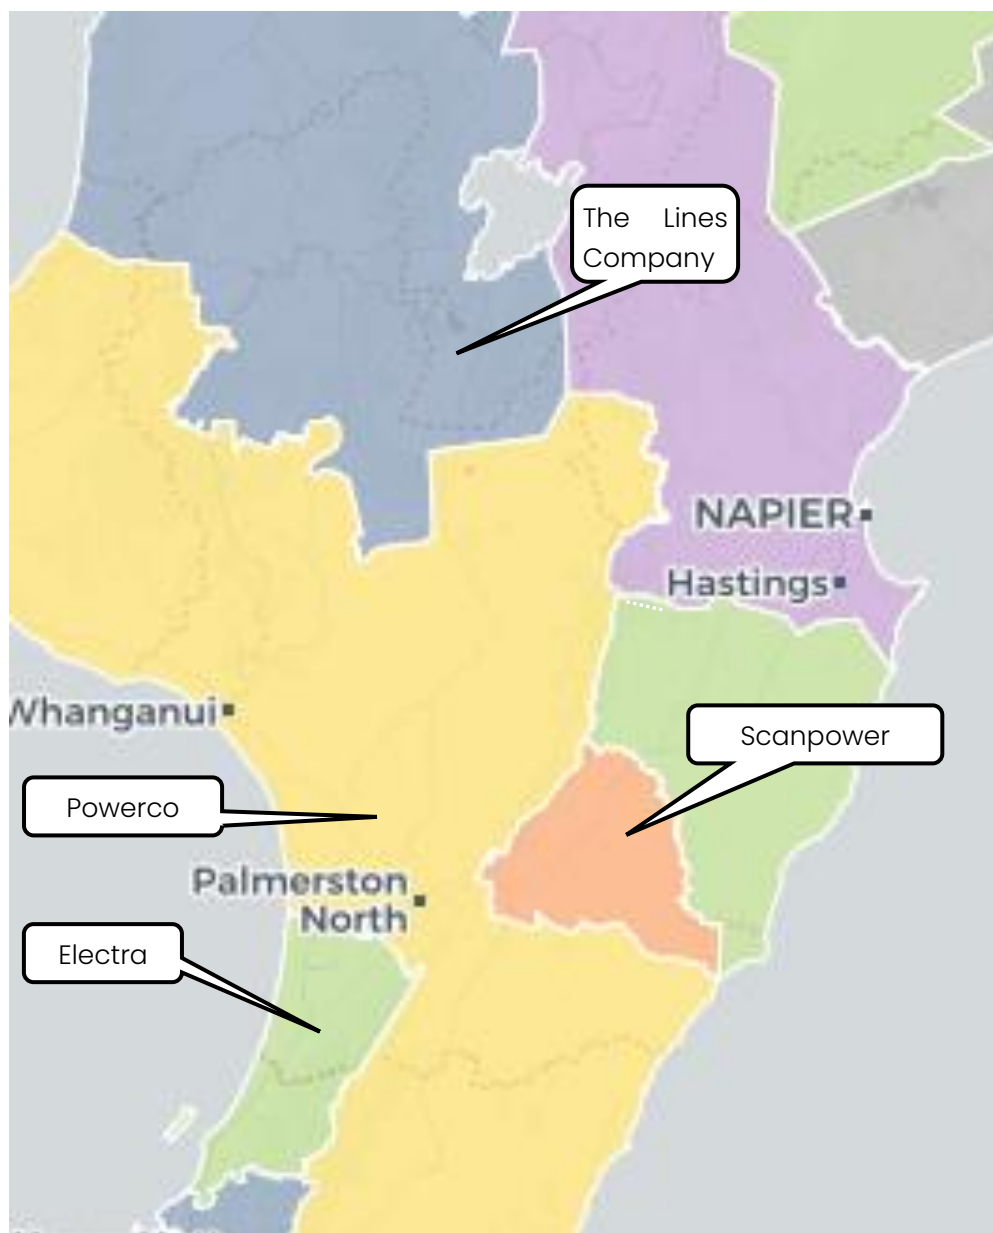 The Lines
Company
NAPIER
Hastings
Whanganui
Scanpower
Powerco
Palmerston
North
Electra